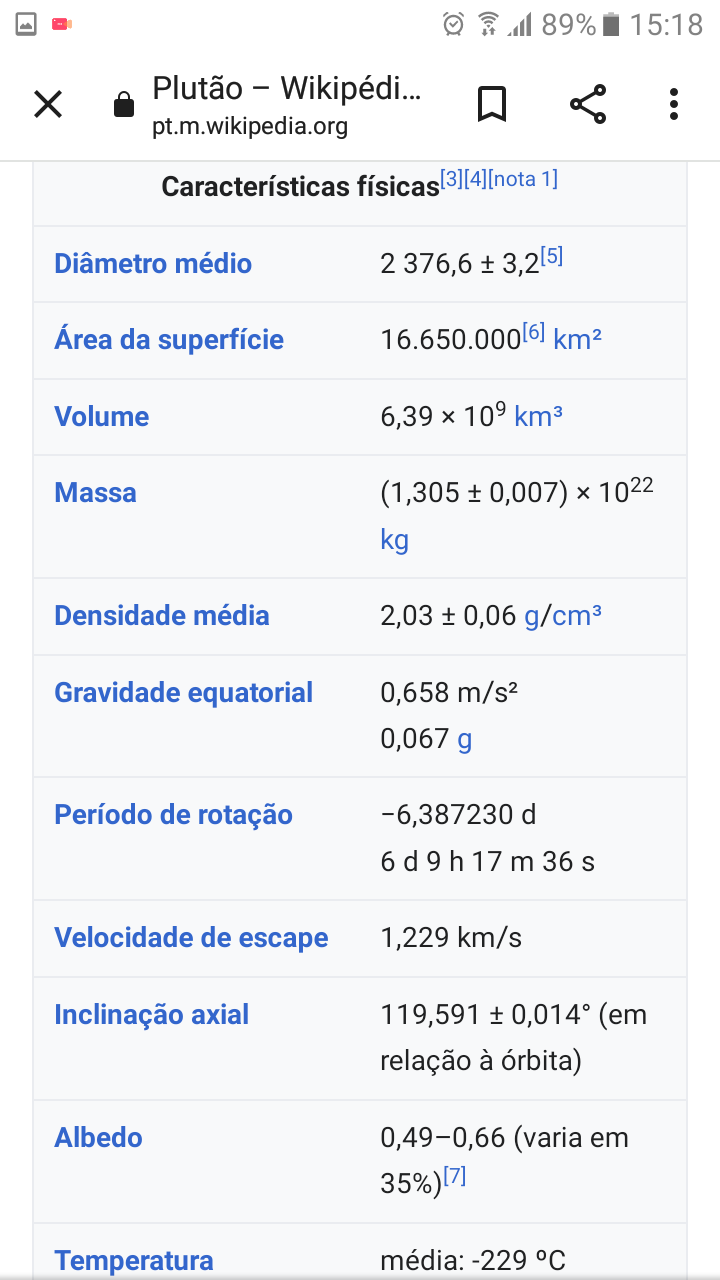 89% 15:18
Plutão – Wikipédi...
pt.m.wikipedia.org
Características físicas[3][4][nota 1]
Diâmetro médio 2 376,6 ± 3,2[5]
Área da superfície 16.650.000[6] km²
Volume 6,39 × 10⁹ km³
Massa (1,305 ± 0,007) × 10²²
kg
Densidade média 2,03 ± 0,06 g/cm³
Gravidade equatorial 0,658 m/s²
0,067 g
Período de rotação −6,387230 d
6 d 9 h 17 m 36 s
Velocidade de escape 1,229 km/s
Inclinação axial 119,591 ± 0,014° (em
relação à órbita)
Albedo 0,49–0,66 (varia em
35%)[7]
Temperatura média: -229 ºC